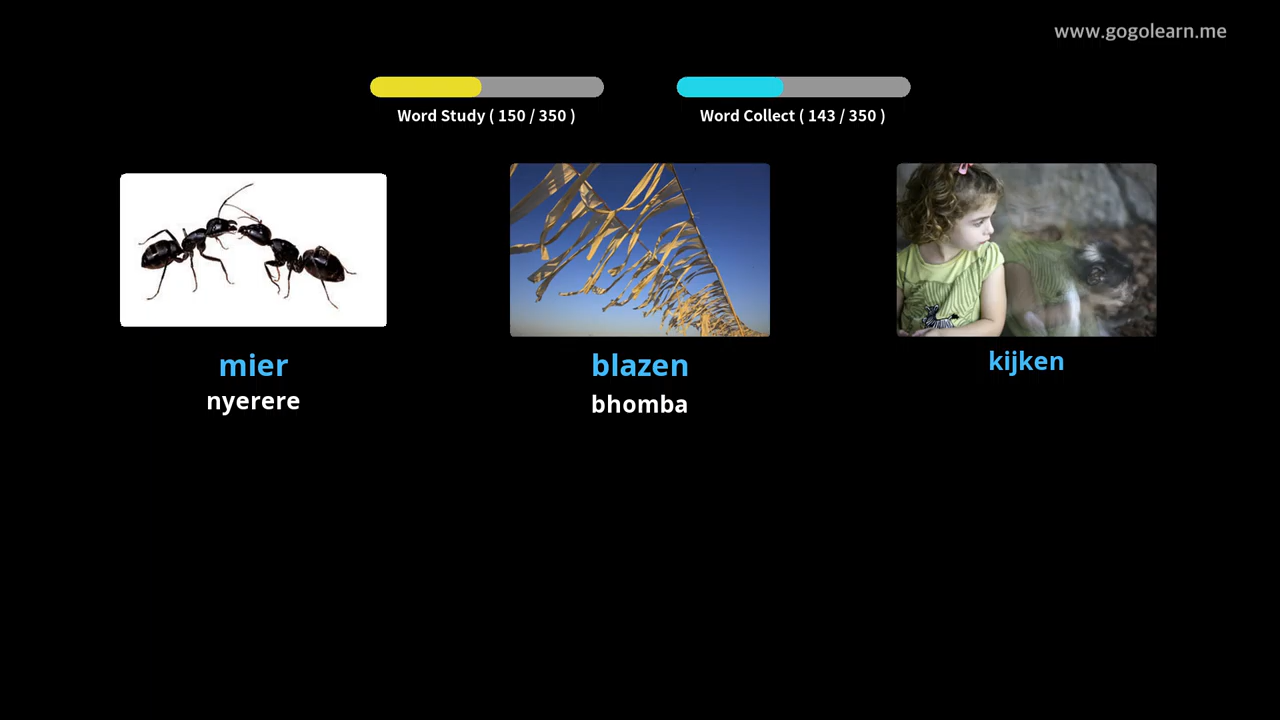 www.gogolearn.me
Word Study ( 150 / 350 )
Word Collect ( 143 / 350 )
mier
nyerere
blazen
bhomba
kijken